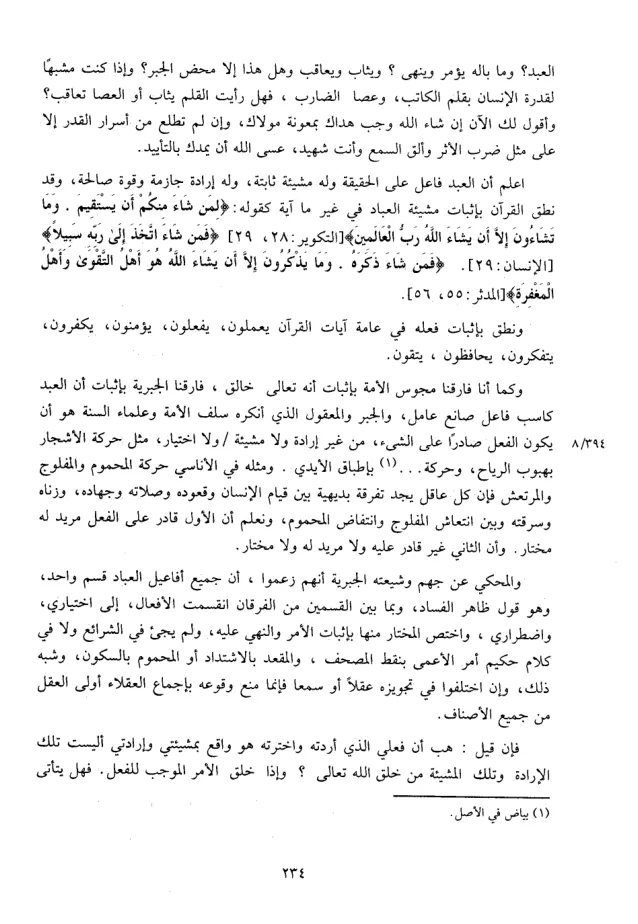 العبد؟ وما باله يؤمر وينهى ؟ ويثاب ويعاقب وهل هذا إلا محض الجبر؟ وإذا كنت مشبهًا
لقدرة الإنسان بقلم الكاتب، وعصا الضارب ، فهل رأيت القلم يثاب أو العصا تعاقب؟
وأقول لك الآن إن شاء الله وجب هداك بمعونة مولاك، وإن لم تطلع من أسرار القدر إلا
على مثل ضرب الأثر وألق السمع وأنت شهيد، عسى الله أن يمدك بالتأييد.
اعلم أن العبد فاعل على الحقيقة وله مشيئة ثابتة، وله إرادة جازمة وقوة صالحة، وقد
نطق القرآن بإثبات مشيئة العباد في غير ما آية كقوله: ﴿لِمَن شَاءَ مِنكُمْ أَن يَسْتَقِيمَ . وَمَا
تَشَاءُونَ إِلاَّ أَن يَشَاءَ اللَّهُ رَبُّ الْعَالَمِينَ﴾[التكوير:٢٨، ٢٩] ﴿فَمَن شَاءَ اتَّخَذَ إِلَىٰ رَبِّهِ سَبِيلاً﴾
[الإنسان:٢٩]. ﴿فَمَن شَاءَ ذَكَرَهُ . وَمَا يَذْكُرُونَ إِلاَّ أَن يَشَاءَ اللَّهُ هُوَ أَهْلُ التَّقْوَىٰ وَأَهْلُ
الْمَغْفِرَةِ﴾[المدثر:٥٥، ٥٦].
ونطق بإثبات فعله في عامة آيات القرآن يعملون، يفعلون، يؤمنون، يكفرون،
يتفكرون، يحافظون ، يتقون.
وكما أنا فارقنا مجوس الأمة بإثبات أنه تعالى خالق ، فارقنا الجبرية بإثبات أن العبد
كاسب فاعل صانع عامل، والجبر والمعقول الذي أنكره سلف الأمة وعلماء السنة هو أن
يكون الفعل صادرًا على الشيء، من غير إرادة ولا مشيئة /ولا اختيار، مثل حركة الأشجار ٨/٣٩٤
بهبوب الرياح، وحركة. . .(١) بإطباق الأيدي . ومثله في الأناسي حركة المحموم والمفلوج
والمرتعش فإن كل عاقل يجد تفرقة بديهية بين قيام الإنسان وقعوده وصلاته وجهاده، وزناه
وسرقته وبين انتعاش المفلوج وانتفاض المحموم، ونعلم أن الأول قادر على الفعل مريد له
مختار. وأن الثاني غير قادر عليه ولا مريد له ولا مختار.
والمحكي عن جهم وشيعته الجبرية أنهم زعموا ، أن جميع أفاعيل العباد قسم واحد،
وهو قول ظاهر الفساد، وبما بين القسمين من الفرقان انقسمت الأفعال، إلى اختياري،
واضطراري ، واختص المختار منها بإثبات الأمر والنهي عليه، ولم يجئ في الشرائع ولا في
كلام حكيم أمر الأعمى بنقط المصحف ، والمقعد بالاشتداد أو المحموم بالسكون، وشبه
ذلك، وإن اختلفوا في تجويزه عقلاً أو سمعا فإنما منع وقوعه بإجماع العقلاء أولى العقل
من جميع الأصناف.
فإن قيل : هب أن فعلي الذي أردته واخترته هو واقع بمشيئتي وإرادتي أليست تلك
الإرادة وتلك المشيئة من خلق الله تعالى ؟ وإذا خلق الأمر الموجب للفعل. فهل يتأتى
(١) بياض في الأصل.
٢٣٤